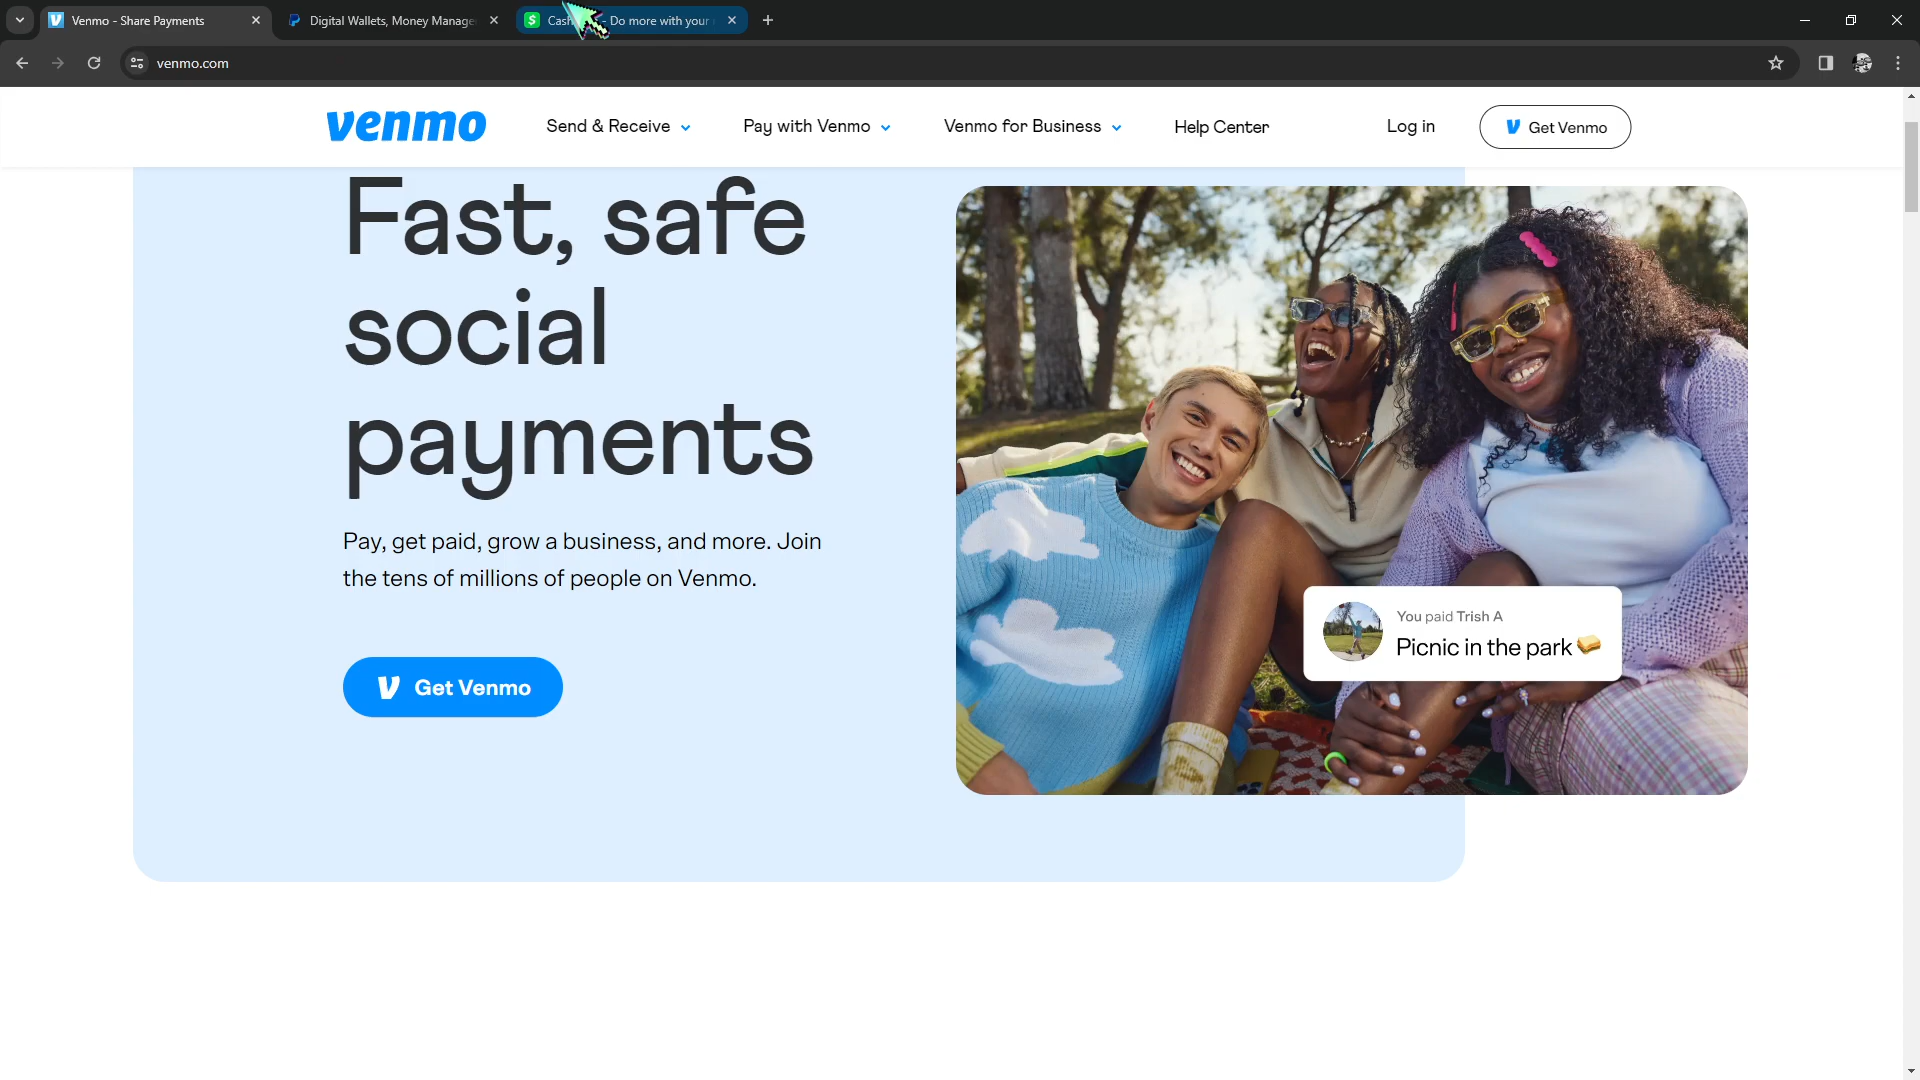 Venmo - Share Payments
Digital Wallets, Money Manage
Cash - Do more with your
venmo.com
venmo
Send & Receive
Pay with Venmo
Venmo for Business
Help Center
Log in
Get Venmo
Fast, safe
social
payments
Pay, get paid, grow a business, and more. Join
the tens of millions of people on Venmo.
Get Venmo
You paid Trish A
Picnic in the park